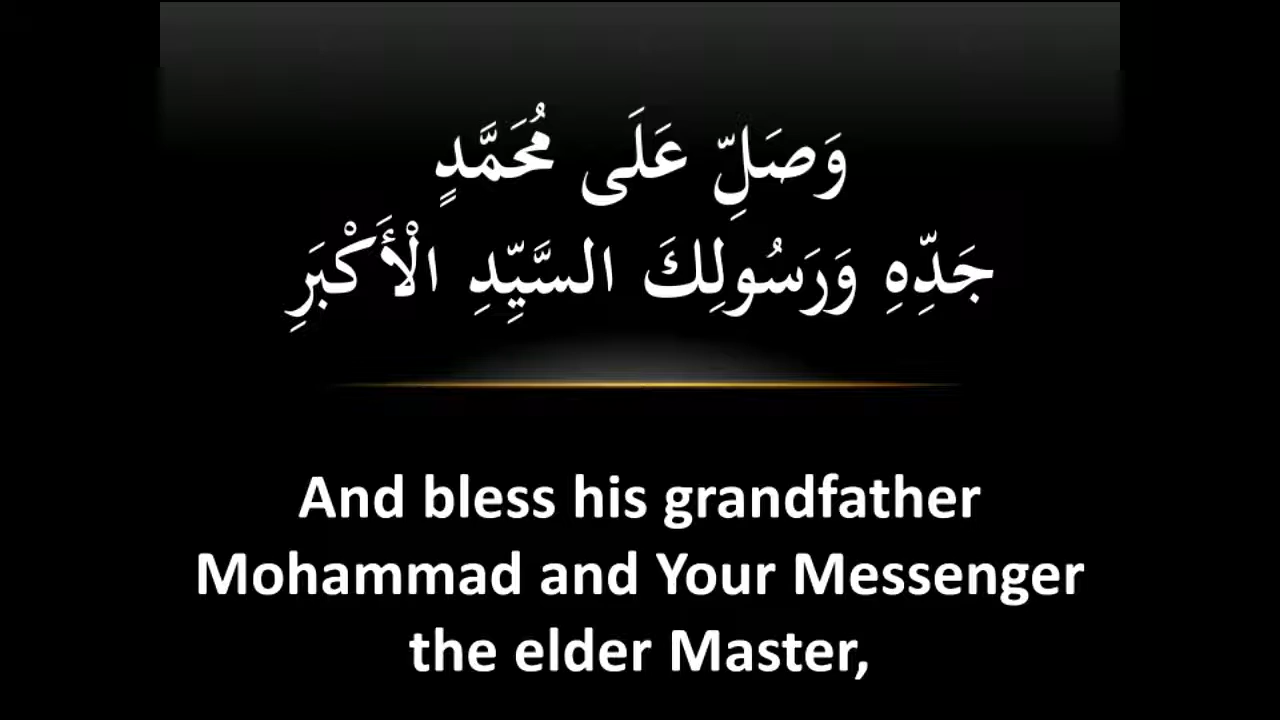 وَصَلِّ عَلَى مُحَمَّدٍ
جَدِّهِ وَرَسُولِكَ السَّيِّدِ الْأَكْبَرِ
And bless his grandfather
Mohammad and Your Messenger
the elder Master,